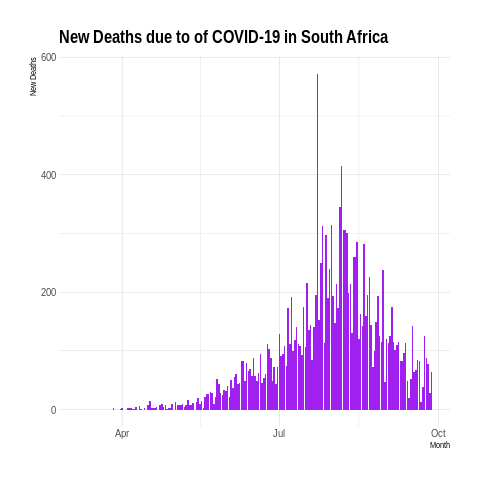 New Deaths due to of COVID-19 in South Africa
New Deaths
600
400
200
0
Apr Jul Oct
Month